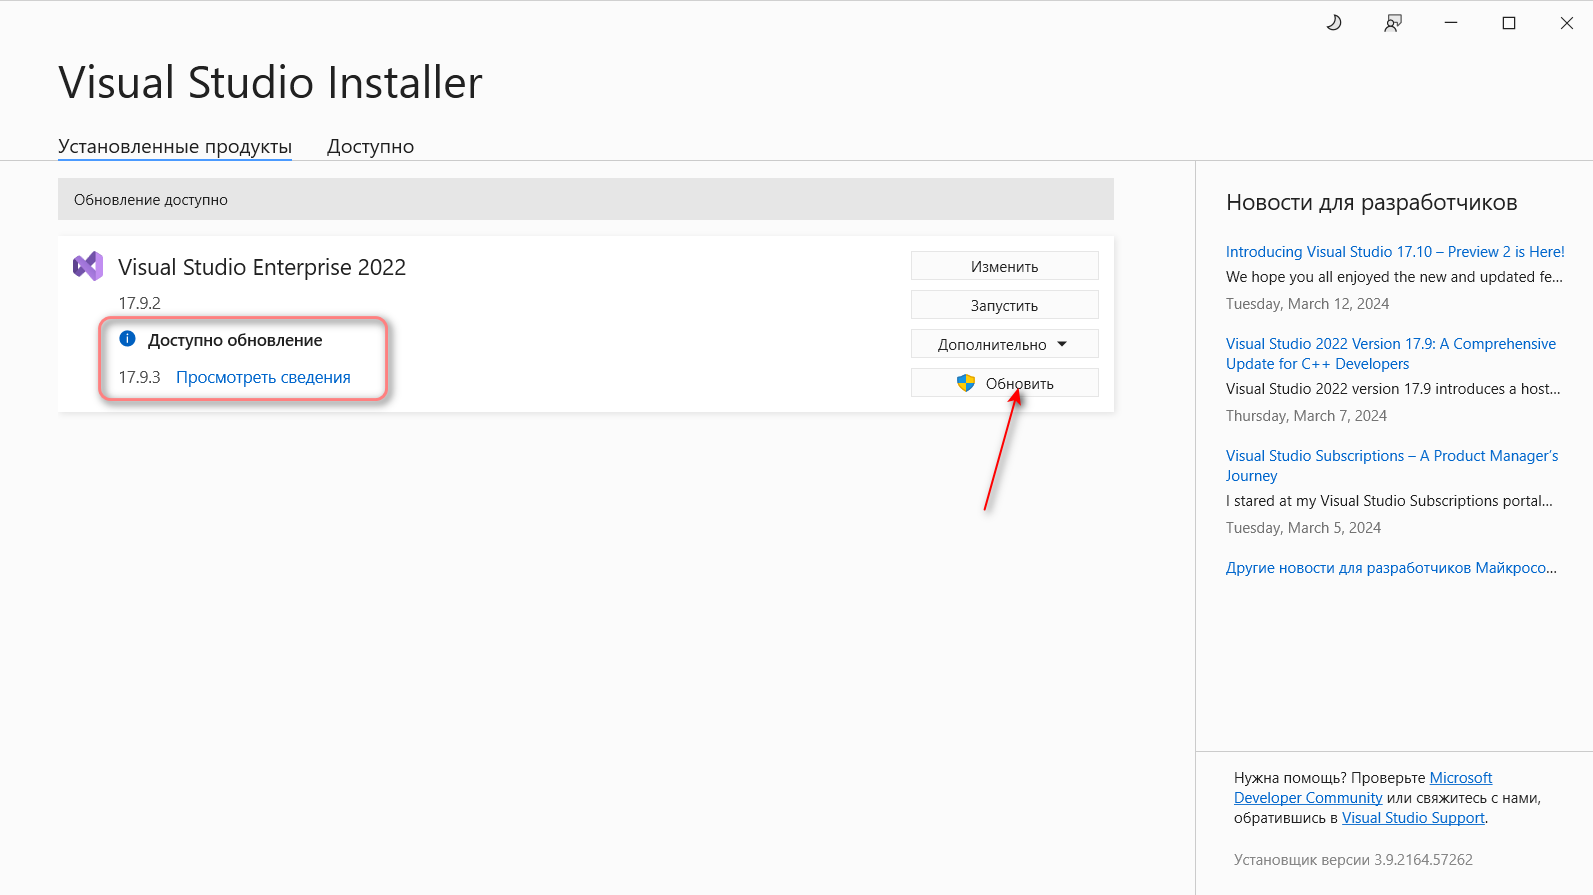 Visual Studio Installer
Установленные продукты
Доступно
Обновление доступно
Visual Studio Enterprise 2022
17.9.2
Доступно обновление
17.9.3 Просмотреть сведения
Изменить
Запустить
Дополнительно
Обновить
Новости для разработчиков
Introducing Visual Studio 17.10 – Preview 2 is Here!
We hope you all enjoyed the new and updated fe...
Tuesday, March 12, 2024
Visual Studio 2022 Version 17.9: A Comprehensive
Update for C++ Developers
Visual Studio 2022 version 17.9 introduces a host...
Thursday, March 7, 2024
Visual Studio Subscriptions – A Product Manager’s
Journey
I stared at my Visual Studio Subscriptions portal...
Tuesday, March 5, 2024
Другие новости для разработчиков Майкросо...
Нужна помощь? Проверьте Microsoft
Developer Community или свяжитесь с нами,
обратившись в Visual Studio Support.
Установщик версии 3.9.2164.57262